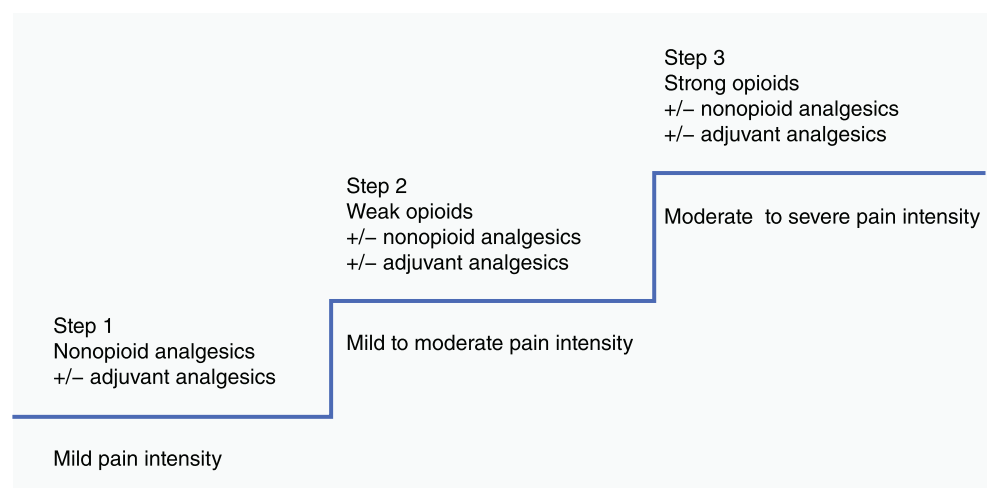 Step 1
Nonopioid analgesics
+/− adjuvant analgesics
Mild pain intensity
Step 2
Weak opioids
+/− nonopioid analgesics
+/− adjuvant analgesics
Mild to moderate pain intensity
Step 3
Strong opioids
+/− nonopioid analgesics
+/− adjuvant analgesics
Moderate  to severe pain intensity